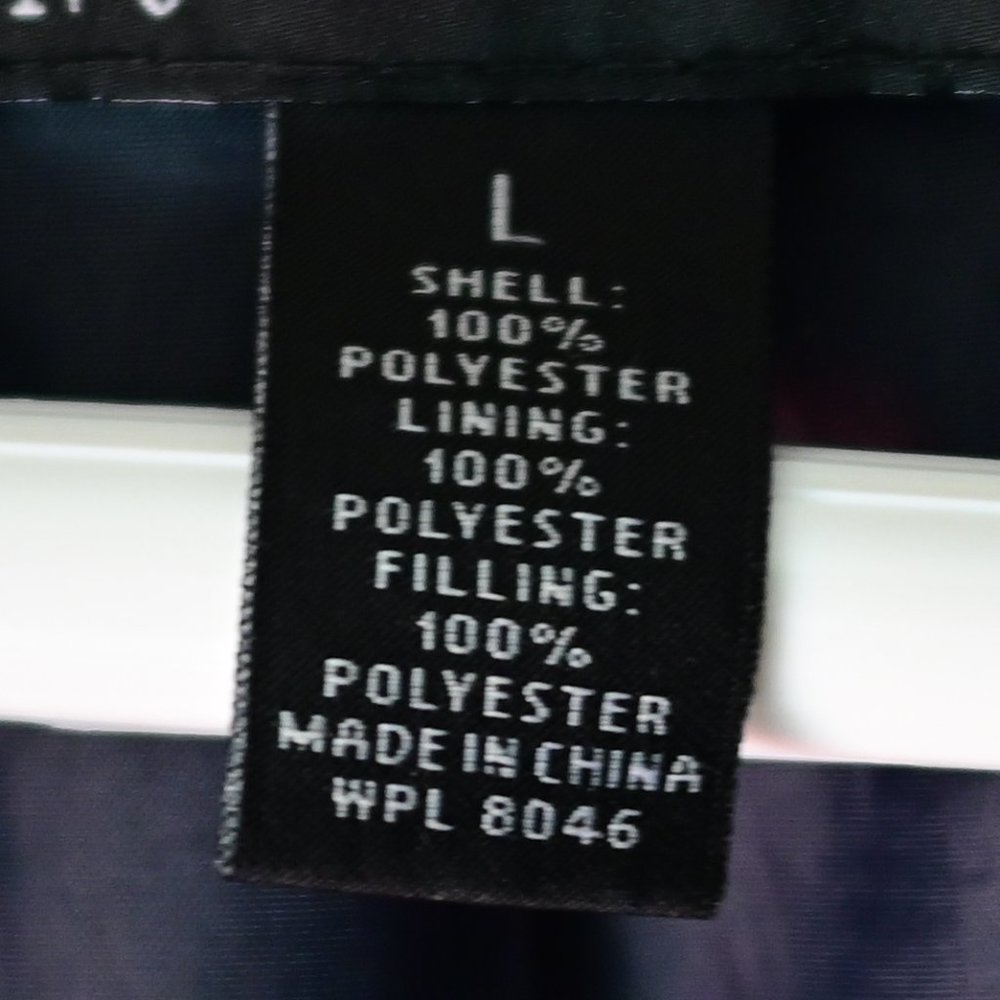 L
SHELL:
100%
POLYESTER
LINING:
100%
POLYESTER
FILLING:
100%
POLYESTER
MADE IN CHINA
WPL 8046